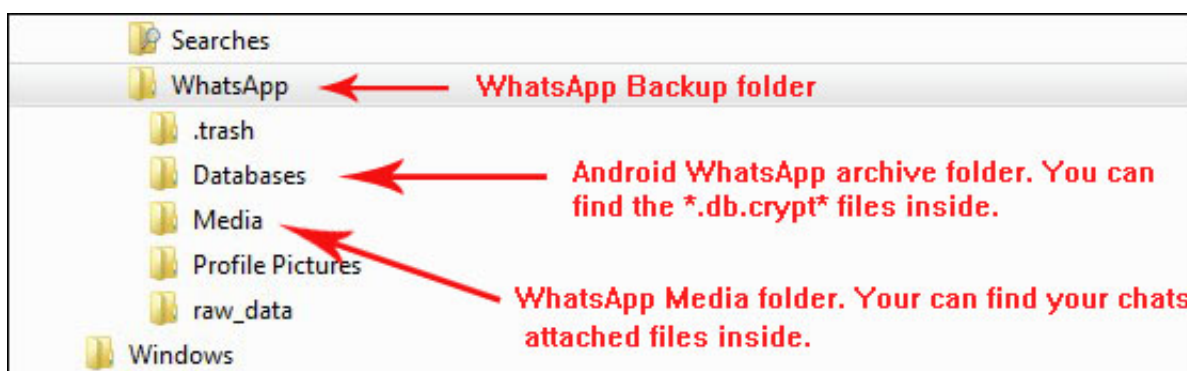 Searches
WhatsApp
WhatsApp Backup folder
.trash
Databases
Android WhatsApp archive folder. You can
find the *.db.crypt* files inside.
Media
Profile Pictures
WhatsApp Media folder. Your can find your chats
attached files inside.
raw_data
Windows